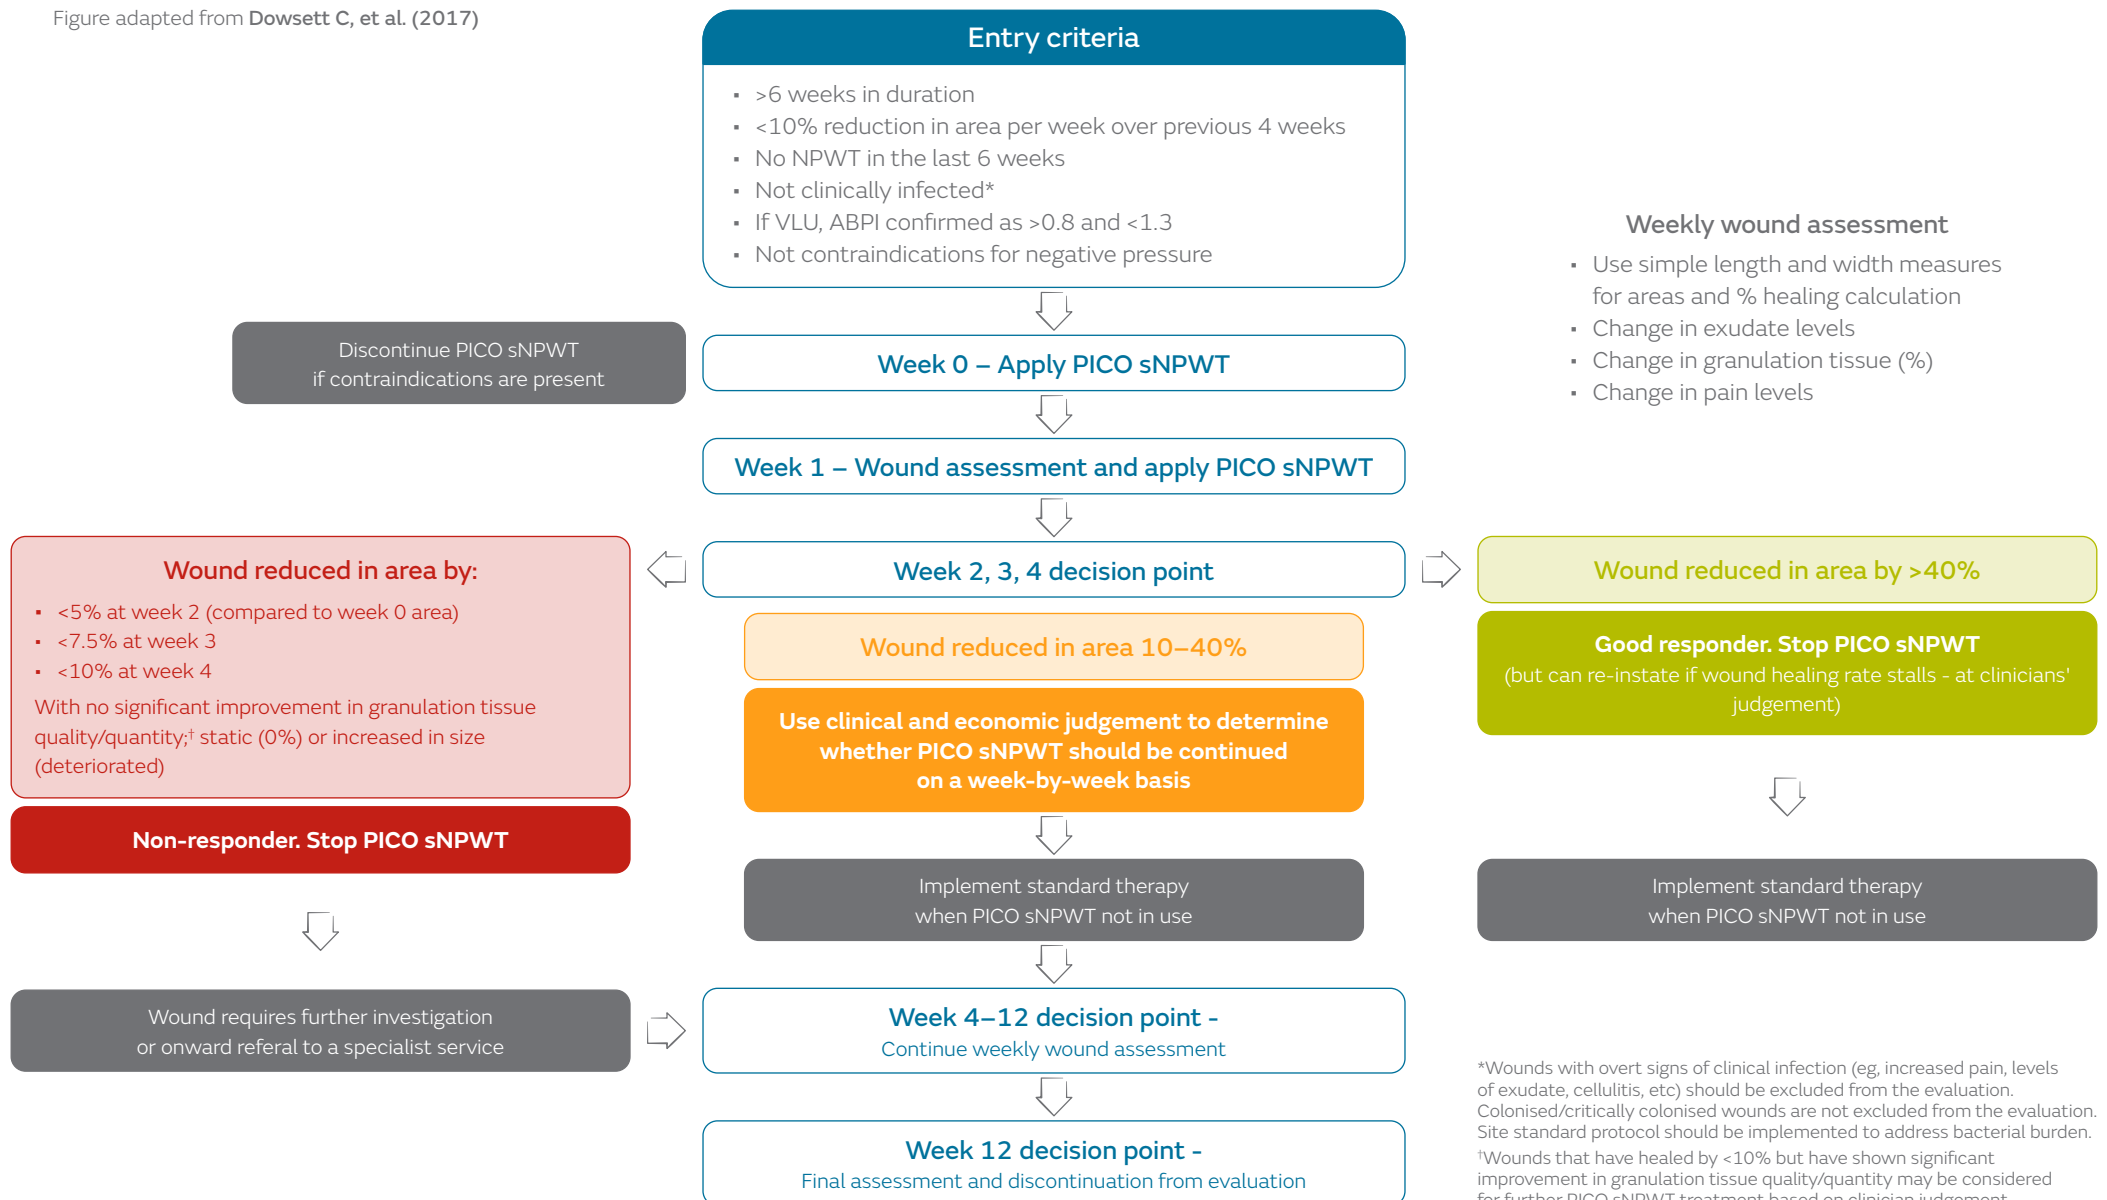 Figure adapted from Dowsett C, et al. (2017)
Entry criteria
▪ >6 weeks in duration
▪ <10% reduction in area per week over previous 4 weeks
▪ No NPWT in the last 6 weeks
▪ Not clinically infected*
▪ If VLU, ABPI confirmed as >0.8 and <1.3
▪ Not contraindications for negative pressure
Weekly wound assessment
▪ Use simple length and width measures
for areas and % healing calculation
▪ Change in exudate levels
▪ Change in granulation tissue (%)
▪ Change in pain levels
Discontinue PICO sNPWT
if contraindications are present
Week 0 – Apply PICO sNPWT
Week 1 – Wound assessment and apply PICO sNPWT
Week 2, 3, 4 decision point
Wound reduced in area by:
▪ <5% at week 2 (compared to week 0 area)
▪ <7.5% at week 3
▪ <10% at week 4
With no significant improvement in granulation tissue
quality/quantity;† static (0%) or increased in size
(deteriorated)
Non-responder. Stop PICO sNPWT
Wound requires further investigation
or onward referal to a specialist service
Wound reduced in area 10–40%
Use clinical and economic judgement to determine
whether PICO sNPWT should be continued
on a week-by-week basis
Implement standard therapy
when PICO sNPWT not in use
Wound reduced in area by >40%
Good responder. Stop PICO sNPWT
(but can re-instate if wound healing rate stalls - at clinicians'
judgement)
Implement standard therapy
when PICO sNPWT not in use
Week 4–12 decision point -
Continue weekly wound assessment
Week 12 decision point -
Final assessment and discontinuation from evaluation
*Wounds with overt signs of clinical infection (eg, increased pain, levels
of exudate, cellulitis, etc) should be excluded from the evaluation.
Colonised/critically colonised wounds are not excluded from the evaluation.
Site standard protocol should be implemented to address bacterial burden.
†Wounds that have healed by <10% but have shown significant
improvement in granulation tissue quality/quantity may be considered
for further PICO sNPWT treatment based on clinician judgement